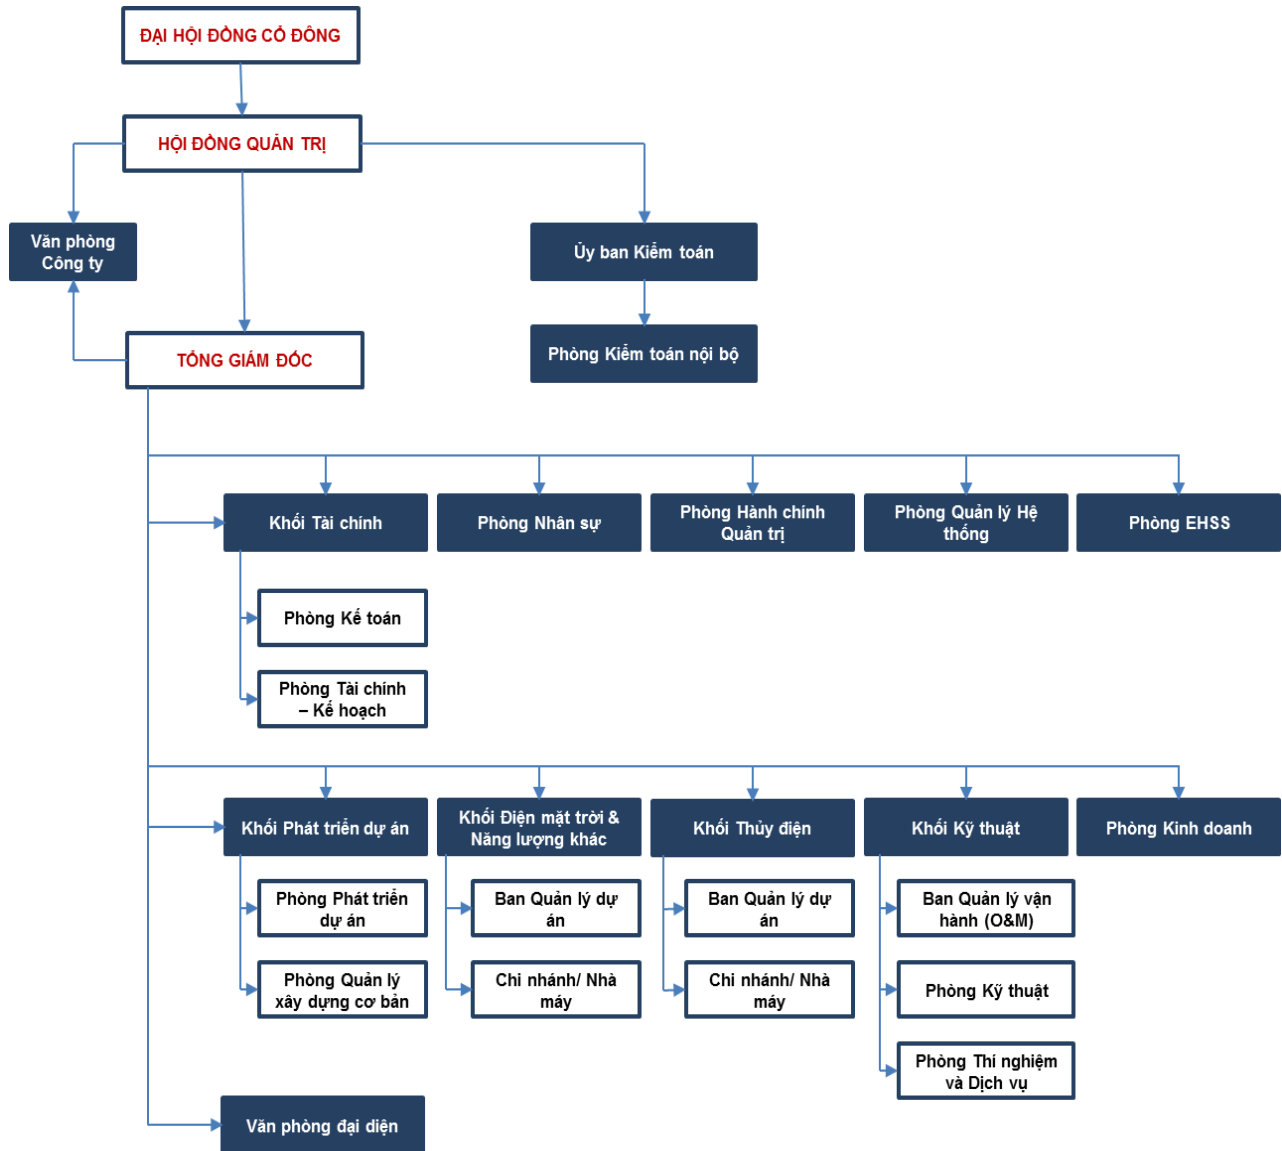 ĐẠI HỘI ĐỒNG CỔ ĐÔNG
HỘI ĐỒNG QUẢN TRỊ
Văn phòng
Công ty
Ủy ban Kiểm toán
TỔNG GIÁM ĐỐC
Phòng Kiểm toán nội bộ
Khối Tài chính
Phòng Nhân sự
Phòng Hành chính
Quản trị
Phòng Quản lý Hệ
thống
Phòng EHSS
Phòng Kế toán
Phòng Tài chính
– Kế hoạch
Khối Phát triển dự án
Khối Điện mặt trời &
Năng lượng khác
Khối Thủy điện
Khối Kỹ thuật
Phòng Kinh doanh
Phòng Phát triển
dự án
Ban Quản lý dự
án
Ban Quản lý dự
án
Ban Quản lý vận
hành (O&M)
Phòng Quản lý
xây dựng cơ bản
Chi nhánh/ Nhà
máy
Chi nhánh/ Nhà
máy
Phòng Kỹ thuật
Phòng Thí nghiệm
và Dịch vụ
Văn phòng đại diện